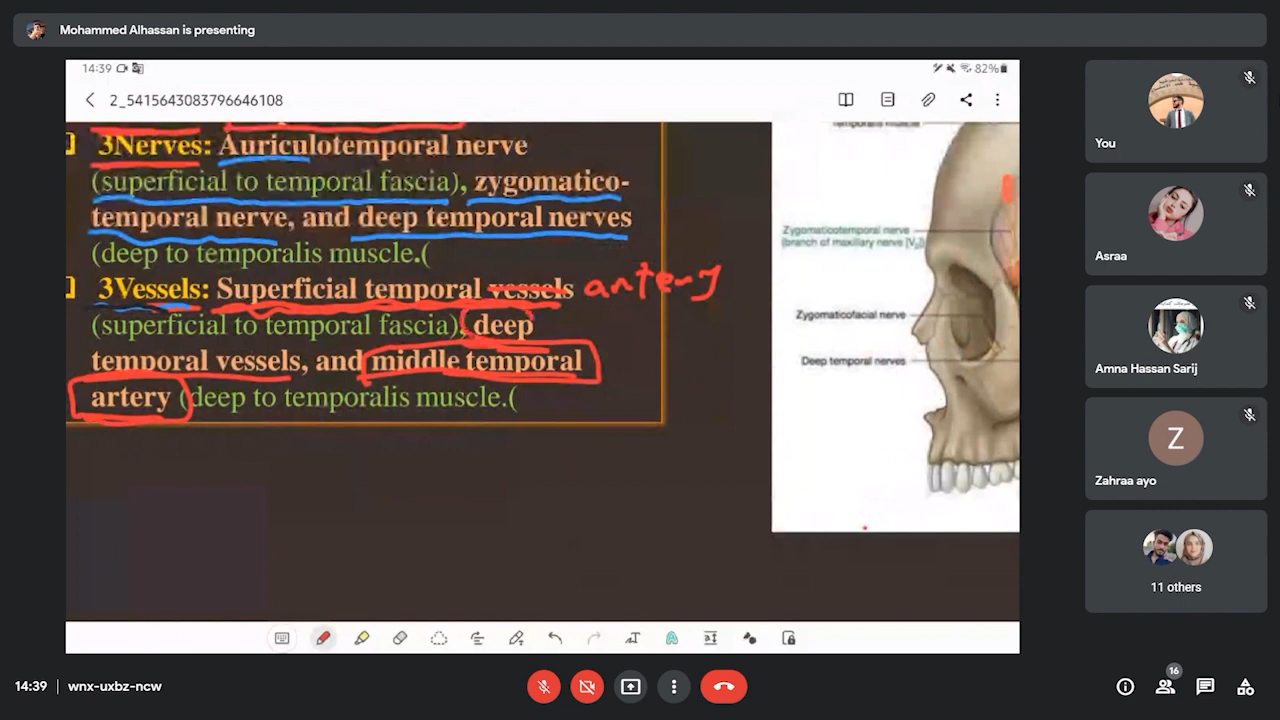 Mohammed Alhassan is presenting
14:39
82%
2_5415643083796646108
3Nerves: Auriculotemporal nerve
(superficial to temporal fascia), zygomatico-
temporal nerve, and deep temporal nerves
(deep to temporalis muscle.(
3Vessels: Superficial temporal vessels artery
(superficial to temporal fascia), deep
temporal vessels, and middle temporal
artery (deep to temporalis muscle.(
Temporalis muscle
Zygomaticotemporal nerve
(branch of maxillary nerve [V2])
Zygomaticofacial nerve
Deep temporal nerves
You
Asraa
Amna Hassan Sarij
Z
Zahraa ayo
11 others
14:39 | wnx-uxbz-ncw
16